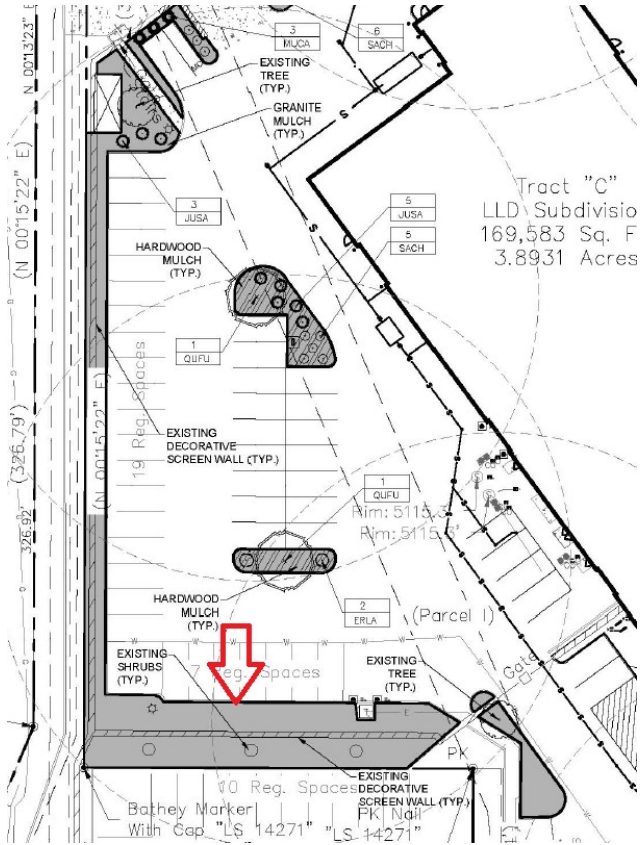 N 00°13'23" E
3
MUCA
6
SACH
EXISTING
TREE
(TYP.)
GRANITE
MULCH
(TYP.)
S
(N 00°15'22" E)
3
JUSA
5
JUSA
5
SACH
Tract "C"
LLD Subdivisio
169,583 Sq. F
3.8931 Acres
S
HARDWOOD
MULCH
(TYP.)
1
QUFU
19 Reg. Spaces
(N 00°15'22" E)
EXISTING
DECORATIVE
SCREEN WALL (TYP.)
(326.79')
326.92
1
QUFU
Rim: 5115.3'
Rim: 5115.3'
HARDWOOD
MULCH
(TYP.)
2
ERLA
(Parcel I)
EXISTING
SHRUBS
(TYP.)
7 Reg. Spaces
EXISTING
TREE
(TYP.)
Gate
E
PK
10 Reg. Spaces
EXISTING
DECORATIVE
SCREEN WALL (TYP.)
Bathey Marker
With Cap "LS 14271"
PK Nail
"LS 14271"